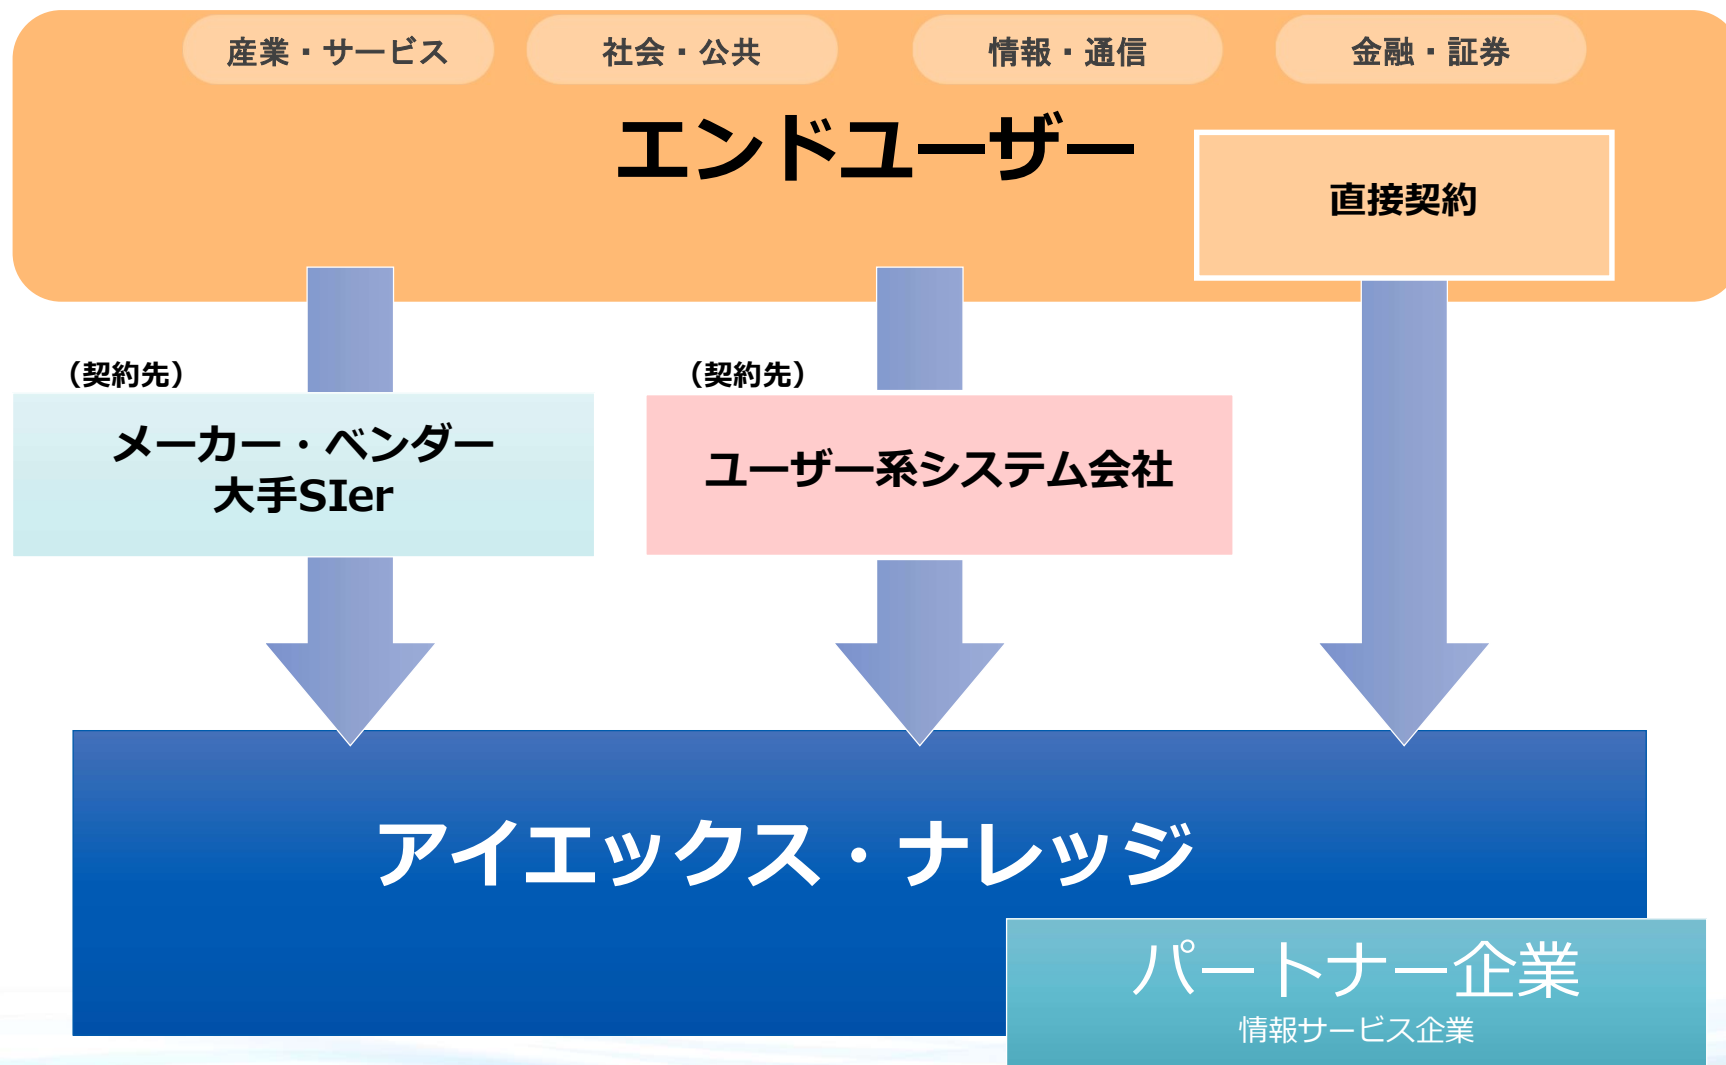 産業・サービス
社会・公共
情報・通信
金融・証券
エンドユーザー
直接契約
（契約先）
（契約先）
メーカー・ベンダー
大手SIer
ユーザー系システム会社
アイエックス・ナレッジ
パートナー企業
情報サービス企業